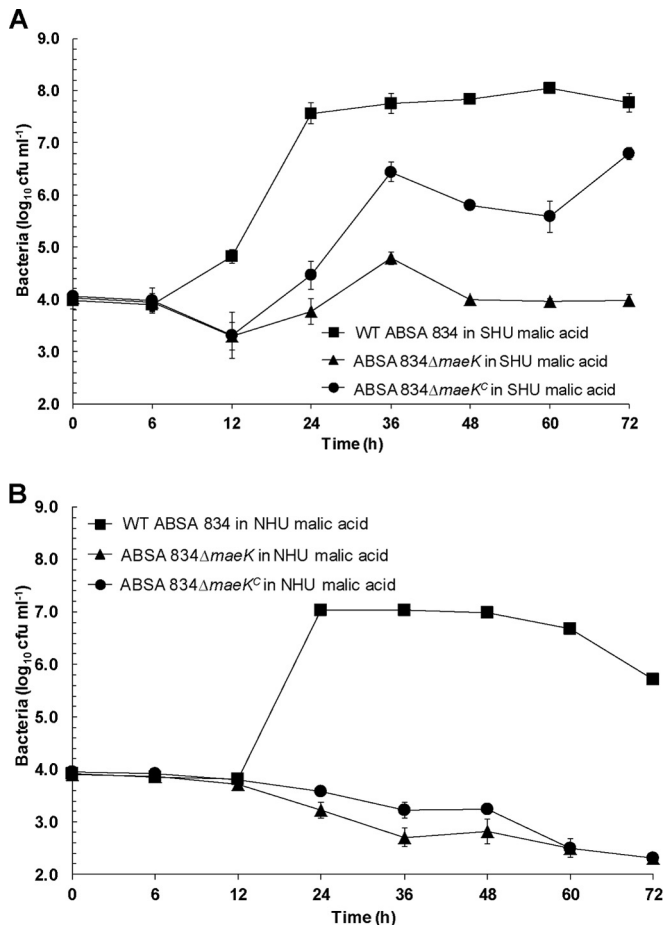 A
9.0
8.0
7.0
6.0
5.0
4.0
3.0
2.0
Bacteria (log10 cfu ml-1)
WT ABSA 834 in SHU malic acid
ABSA 834ΔmaeK in SHU malic acid
ABSA 834ΔmaeKC in SHU malic acid
0 6 12 24 36 48 60 72
Time (h)
B
9.0
8.0
7.0
6.0
5.0
4.0
3.0
2.0
Bacteria (log10 cfu ml-1)
WT ABSA 834 in NHU malic acid
ABSA 834ΔmaeK in NHU malic acid
ABSA 834ΔmaeKC in NHU malic acid
0 6 12 24 36 48 60 72
Time (h)